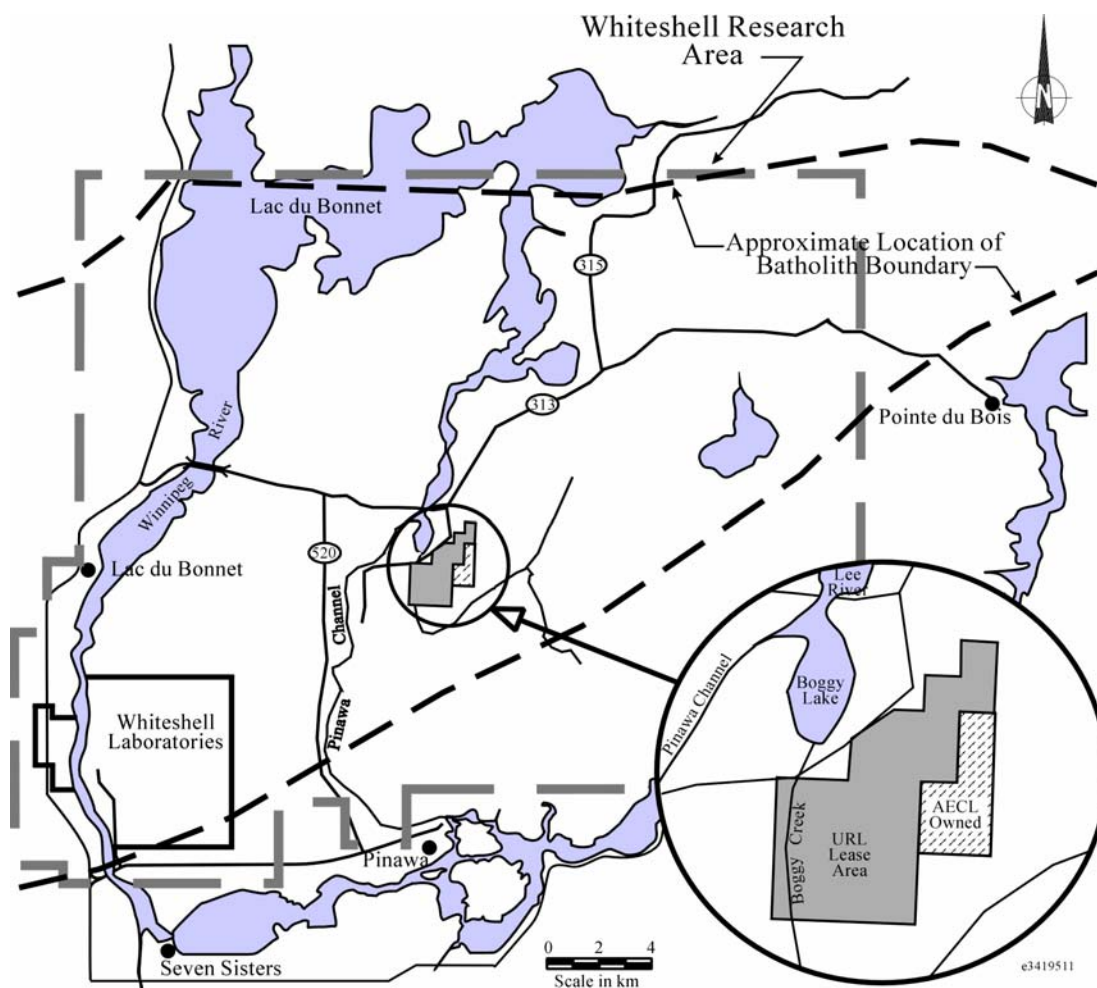 Whiteshell Research
Area
N
Lac du Bonnet
Approximate Location of
Batholith Boundary
315
313
Pointe du Bois
River
Winnipeg
520
Lac du Bonnet
Channel
Pinawa
Whiteshell
Laboratories
Pinawa
Seven Sisters
Lee
River
Boggy
Lake
Pinawa Channel
Boggy Creek
AECL
Owned
URL
Lease
Area
0 2 4
Scale in km
e3419511